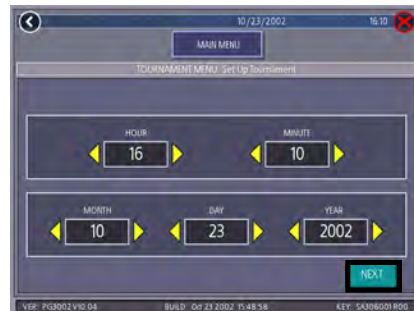 10/23/2002 16:10
MAIN MENU
TOURNAMENT MENU: Set Up Tournament
HOUR MINUTE
16 10
MONTH DAY YEAR
10 23 2002
NEXT
VER: PG3002 V10.04 BUILD: Oct 23 2002 15:48:58 KEY: SA306001 R00